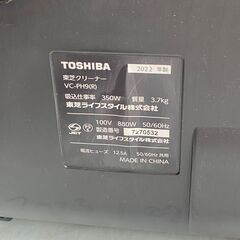 TOSHIBA
2022 年製
東芝クリーナー
VC-PH9(R)
吸込仕事率 350W 質量 3.7kg
東芝ライフスタイル株式会社
100V 880W 50/60Hz
製造番号 7270532
JET
東芝ライフスタイル株式会社
MADE IN CHINA
電流ヒューズ 12.5A 50/60Hz 共用